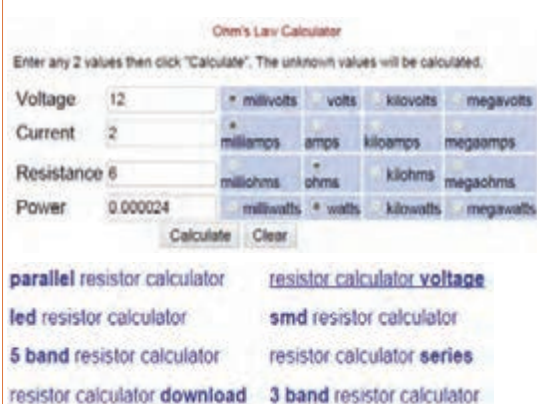 Ohm's Law Calculator
Enter any 2 values then click "Calculate". The unknown values will be calculated.
Voltage 12 millivolts volts kilovolts megavolts
Current 2 milliamps amps kiloamps megaamps
Resistance 6 milliohms ohms kilohms megaohms
Power 0.000024 milliwatts watts kilowatts megawatts
Calculate Clear
parallel resistor calculator resistor calculator voltage
led resistor calculator smd resistor calculator
5 band resistor calculator resistor calculator series
resistor calculator download 3 band resistor calculator